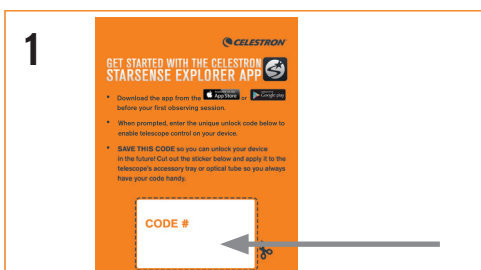 1
CELESTRON
GET STARTED WITH THE CELESTRON
STARSENSE EXPLORER APP
• Download the app from the App Store or Google play
before your first observing session.
• When prompted, enter the unique unlock code below to
enable telescope control on your device.
• SAVE THIS CODE so you can unlock your device
in the future! Cut out the sticker below and apply it to the
telescope's accessory tray or optical tube so you always
have your code handy.
CODE #